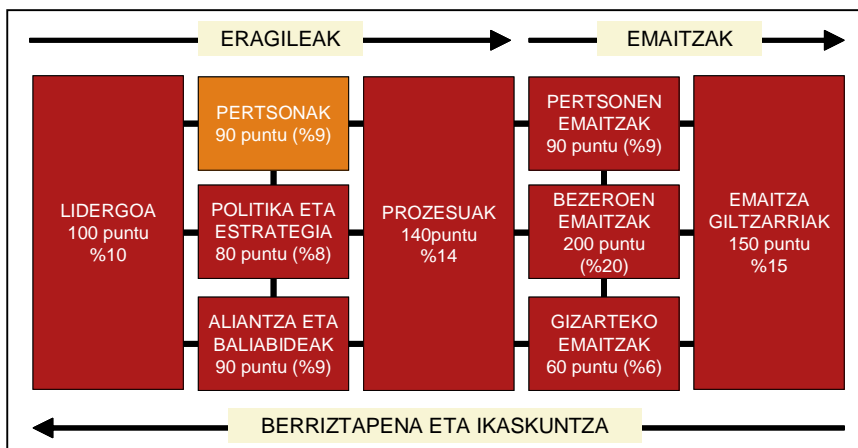 ERAGILEAK
EMAITZAK
LIDERGOA
100 puntu
%10
PERTSONAK
90 puntu (%9)
POLITIKA ETA
ESTRATEGIA
80 puntu (%8)
ALIANTZA ETA
BALIABIDEAK
90 puntu (%9)
PROZESUAK
140puntu
%14
PERTSONEN
EMAITZAK
90 puntu (%9)
BEZEROEN
EMAITZAK
200 puntu
(%20)
GIZARTEKO
EMAITZAK
60 puntu (%6)
EMAITZA
GILTZARRIAK
150 puntu
%15
BERRIZTAPENA ETA IKASKUNTZA